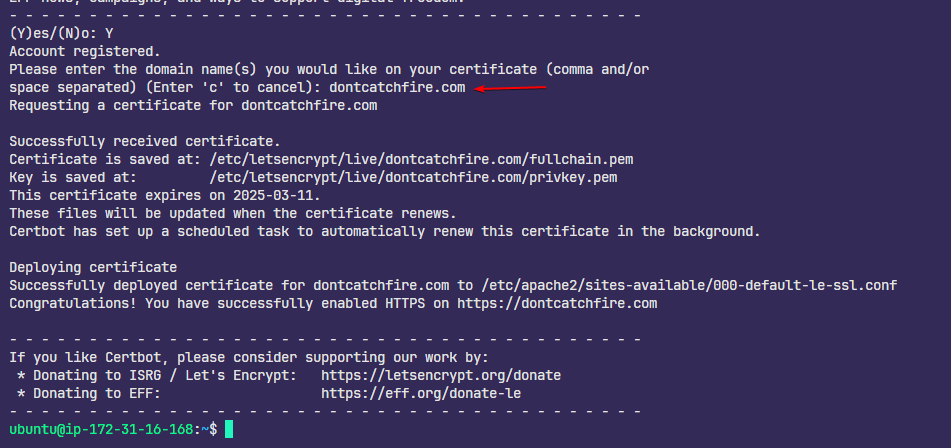 EFF news, campaigns, and ways to support digital freedom.
- - - - - - - - - - - - - - - - - - - - - - - - - - - - - - - - - - - - - - - -
(Y)es/(N)o: Y
Account registered.
Please enter the domain name(s) you would like on your certificate (comma and/or
space separated) (Enter 'c' to cancel): dontcatchfire.com
Requesting a certificate for dontcatchfire.com

Successfully received certificate.
Certificate is saved at: /etc/letsencrypt/live/dontcatchfire.com/fullchain.pem
Key is saved at:         /etc/letsencrypt/live/dontcatchfire.com/privkey.pem
This certificate expires on 2025-03-11.
These files will be updated when the certificate renews.
Certbot has set up a scheduled task to automatically renew this certificate in the background.

Deploying certificate
Successfully deployed certificate for dontcatchfire.com to /etc/apache2/sites-available/000-default-le-ssl.conf
Congratulations! You have successfully enabled HTTPS on https://dontcatchfire.com

- - - - - - - - - - - - - - - - - - - - - - - - - - - - - - - - - - - - - - - -
If you like Certbot, please consider supporting our work by:
 * Donating to ISRG / Let's Encrypt:   https://letsencrypt.org/donate
 * Donating to EFF:                    https://eff.org/donate-le
- - - - - - - - - - - - - - - - - - - - - - - - - - - - - - - - - - - - - - - -
ubuntu@ip-172-31-16-168:~$